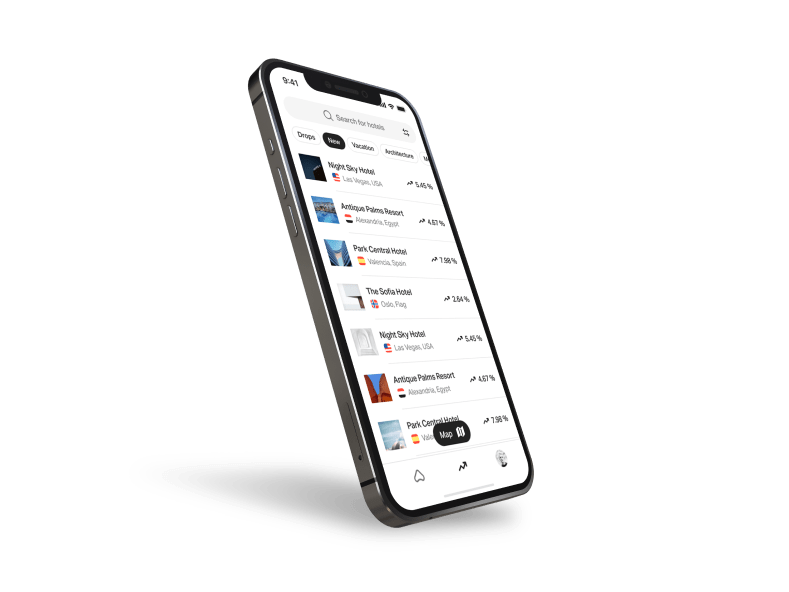 9:41
Search for hotels
Drops New Vacation Architecture
Night Sky Hotel
Las Vegas, USA
5.45 %
Antique Palms Resort
Alexandria, Egypt
4.67 %
Park Central Hotel
Valencia, Spain
7.98 %
The Sofia Hotel
Oslo, Flag
2.64 %
Night Sky Hotel
Las Vegas, USA
5.45 %
Antique Palms Resort
Alexandria, Egypt
4.67 %
Park Central Hotel
7.98 %
Map